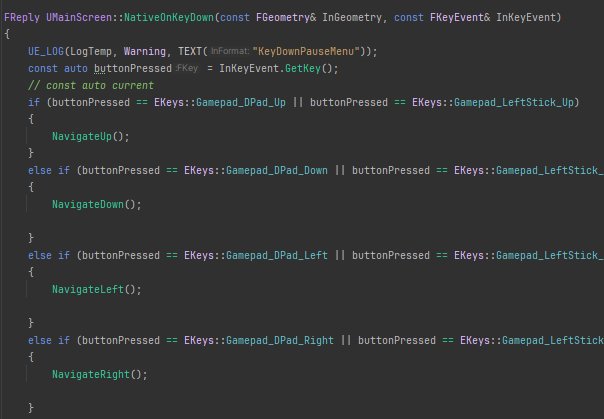 FReply UMainScreen::NativeOnKeyDown(const FGeometry& InGeometry, const FKeyEvent& InKeyEvent)
{
UE_LOG(LogTemp, Warning, TEXT( InFormat: "KeyDownPauseMenu"));
const auto buttonPressed :FKey = InKeyEvent.GetKey();
// const auto current
if (buttonPressed == EKeys::Gamepad_DPad_Up || buttonPressed == EKeys::Gamepad_LeftStick_Up)
{
NavigateUp();
}
else if (buttonPressed == EKeys::Gamepad_DPad_Down || buttonPressed == EKeys::Gamepad_LeftStick_
{
NavigateDown();
}
else if (buttonPressed == EKeys::Gamepad_DPad_Left || buttonPressed == EKeys::Gamepad_LeftStick_
{
NavigateLeft();
}
else if (buttonPressed == EKeys::Gamepad_DPad_Right || buttonPressed == EKeys::Gamepad_LeftStick
{
NavigateRight();
}